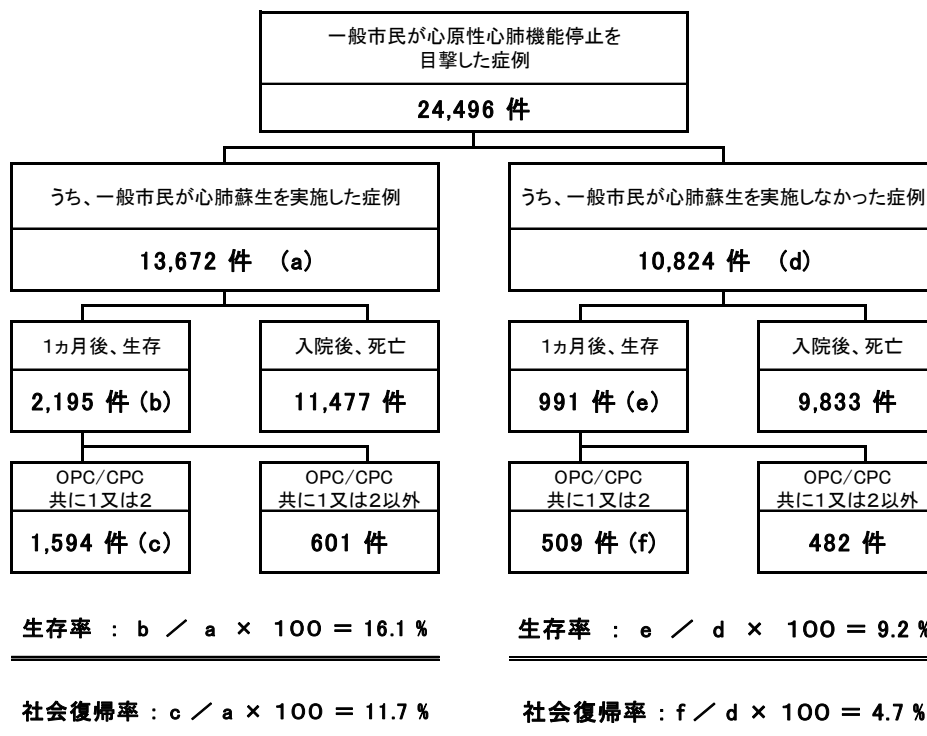 一般市民が心原性心肺機能停止を
目撃した症例
24,496 件
うち、一般市民が心肺蘇生を実施した症例
13,672 件 (a)
うち、一般市民が心肺蘇生を実施しなかった症例
10,824 件 (d)
1ヵ月後、生存
2,195 件 (b)
入院後、死亡
11,477 件
1ヵ月後、生存
991 件 (e)
入院後、死亡
9,833 件
OPC/CPC
共に1又は2
1,594 件 (c)
OPC/CPC
共に1又は2以外
601 件
OPC/CPC
共に1又は2
509 件 (f)
OPC/CPC
共に1又は2以外
482 件
生存率 : b / a × 100 = 16.1 %
生存率 : e / d × 100 = 9.2 %
社会復帰率 : c / a × 100 = 11.7 %
社会復帰率 : f / d × 100 = 4.7 %